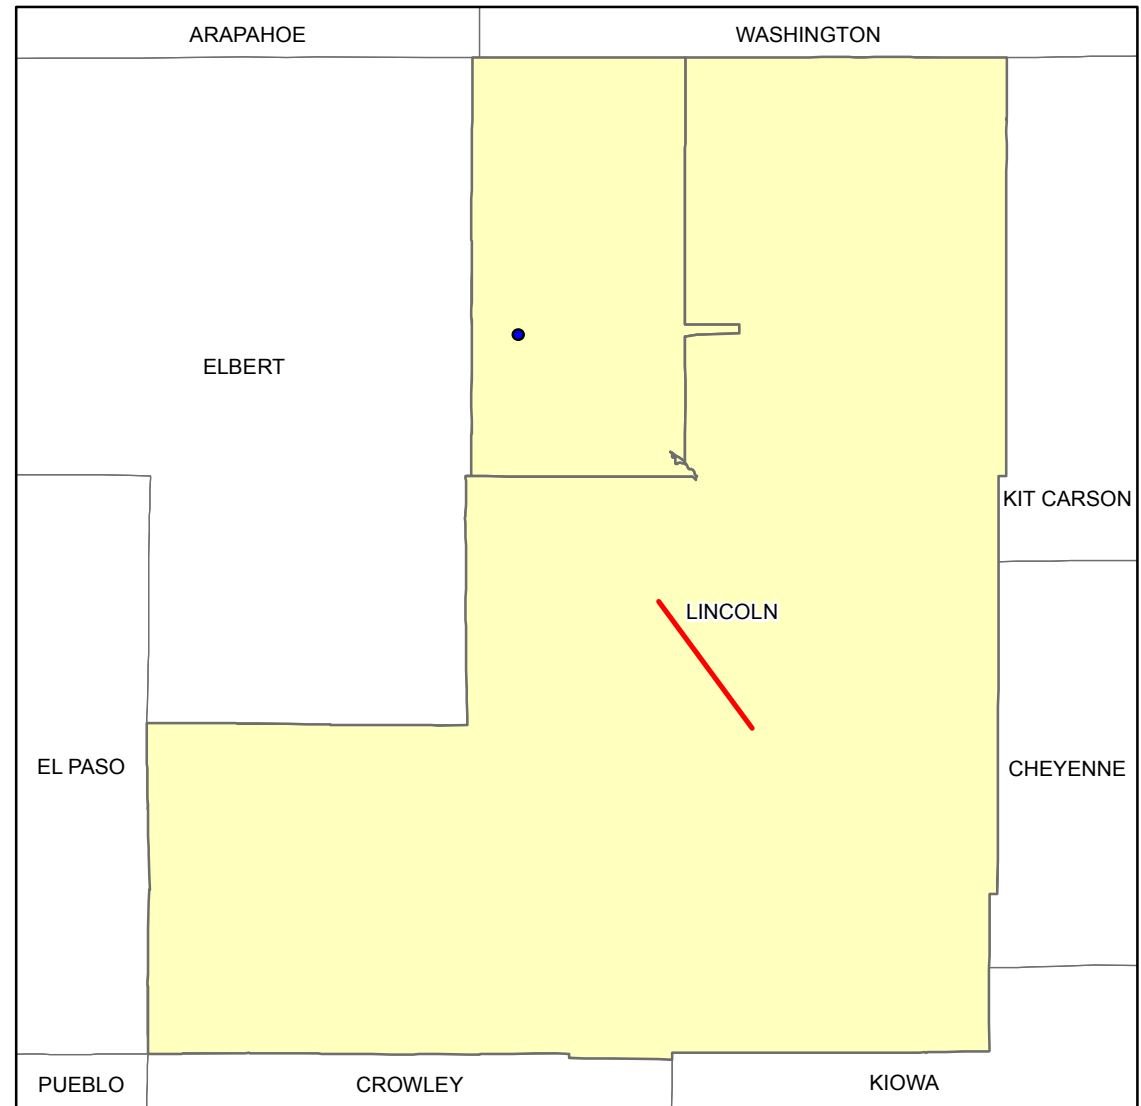 ARAPAHOE
WASHINGTON
ELBERT
KIT CARSON
LINCOLN
EL PASO
CHEYENNE
PUEBLO
CROWLEY
KIOWA